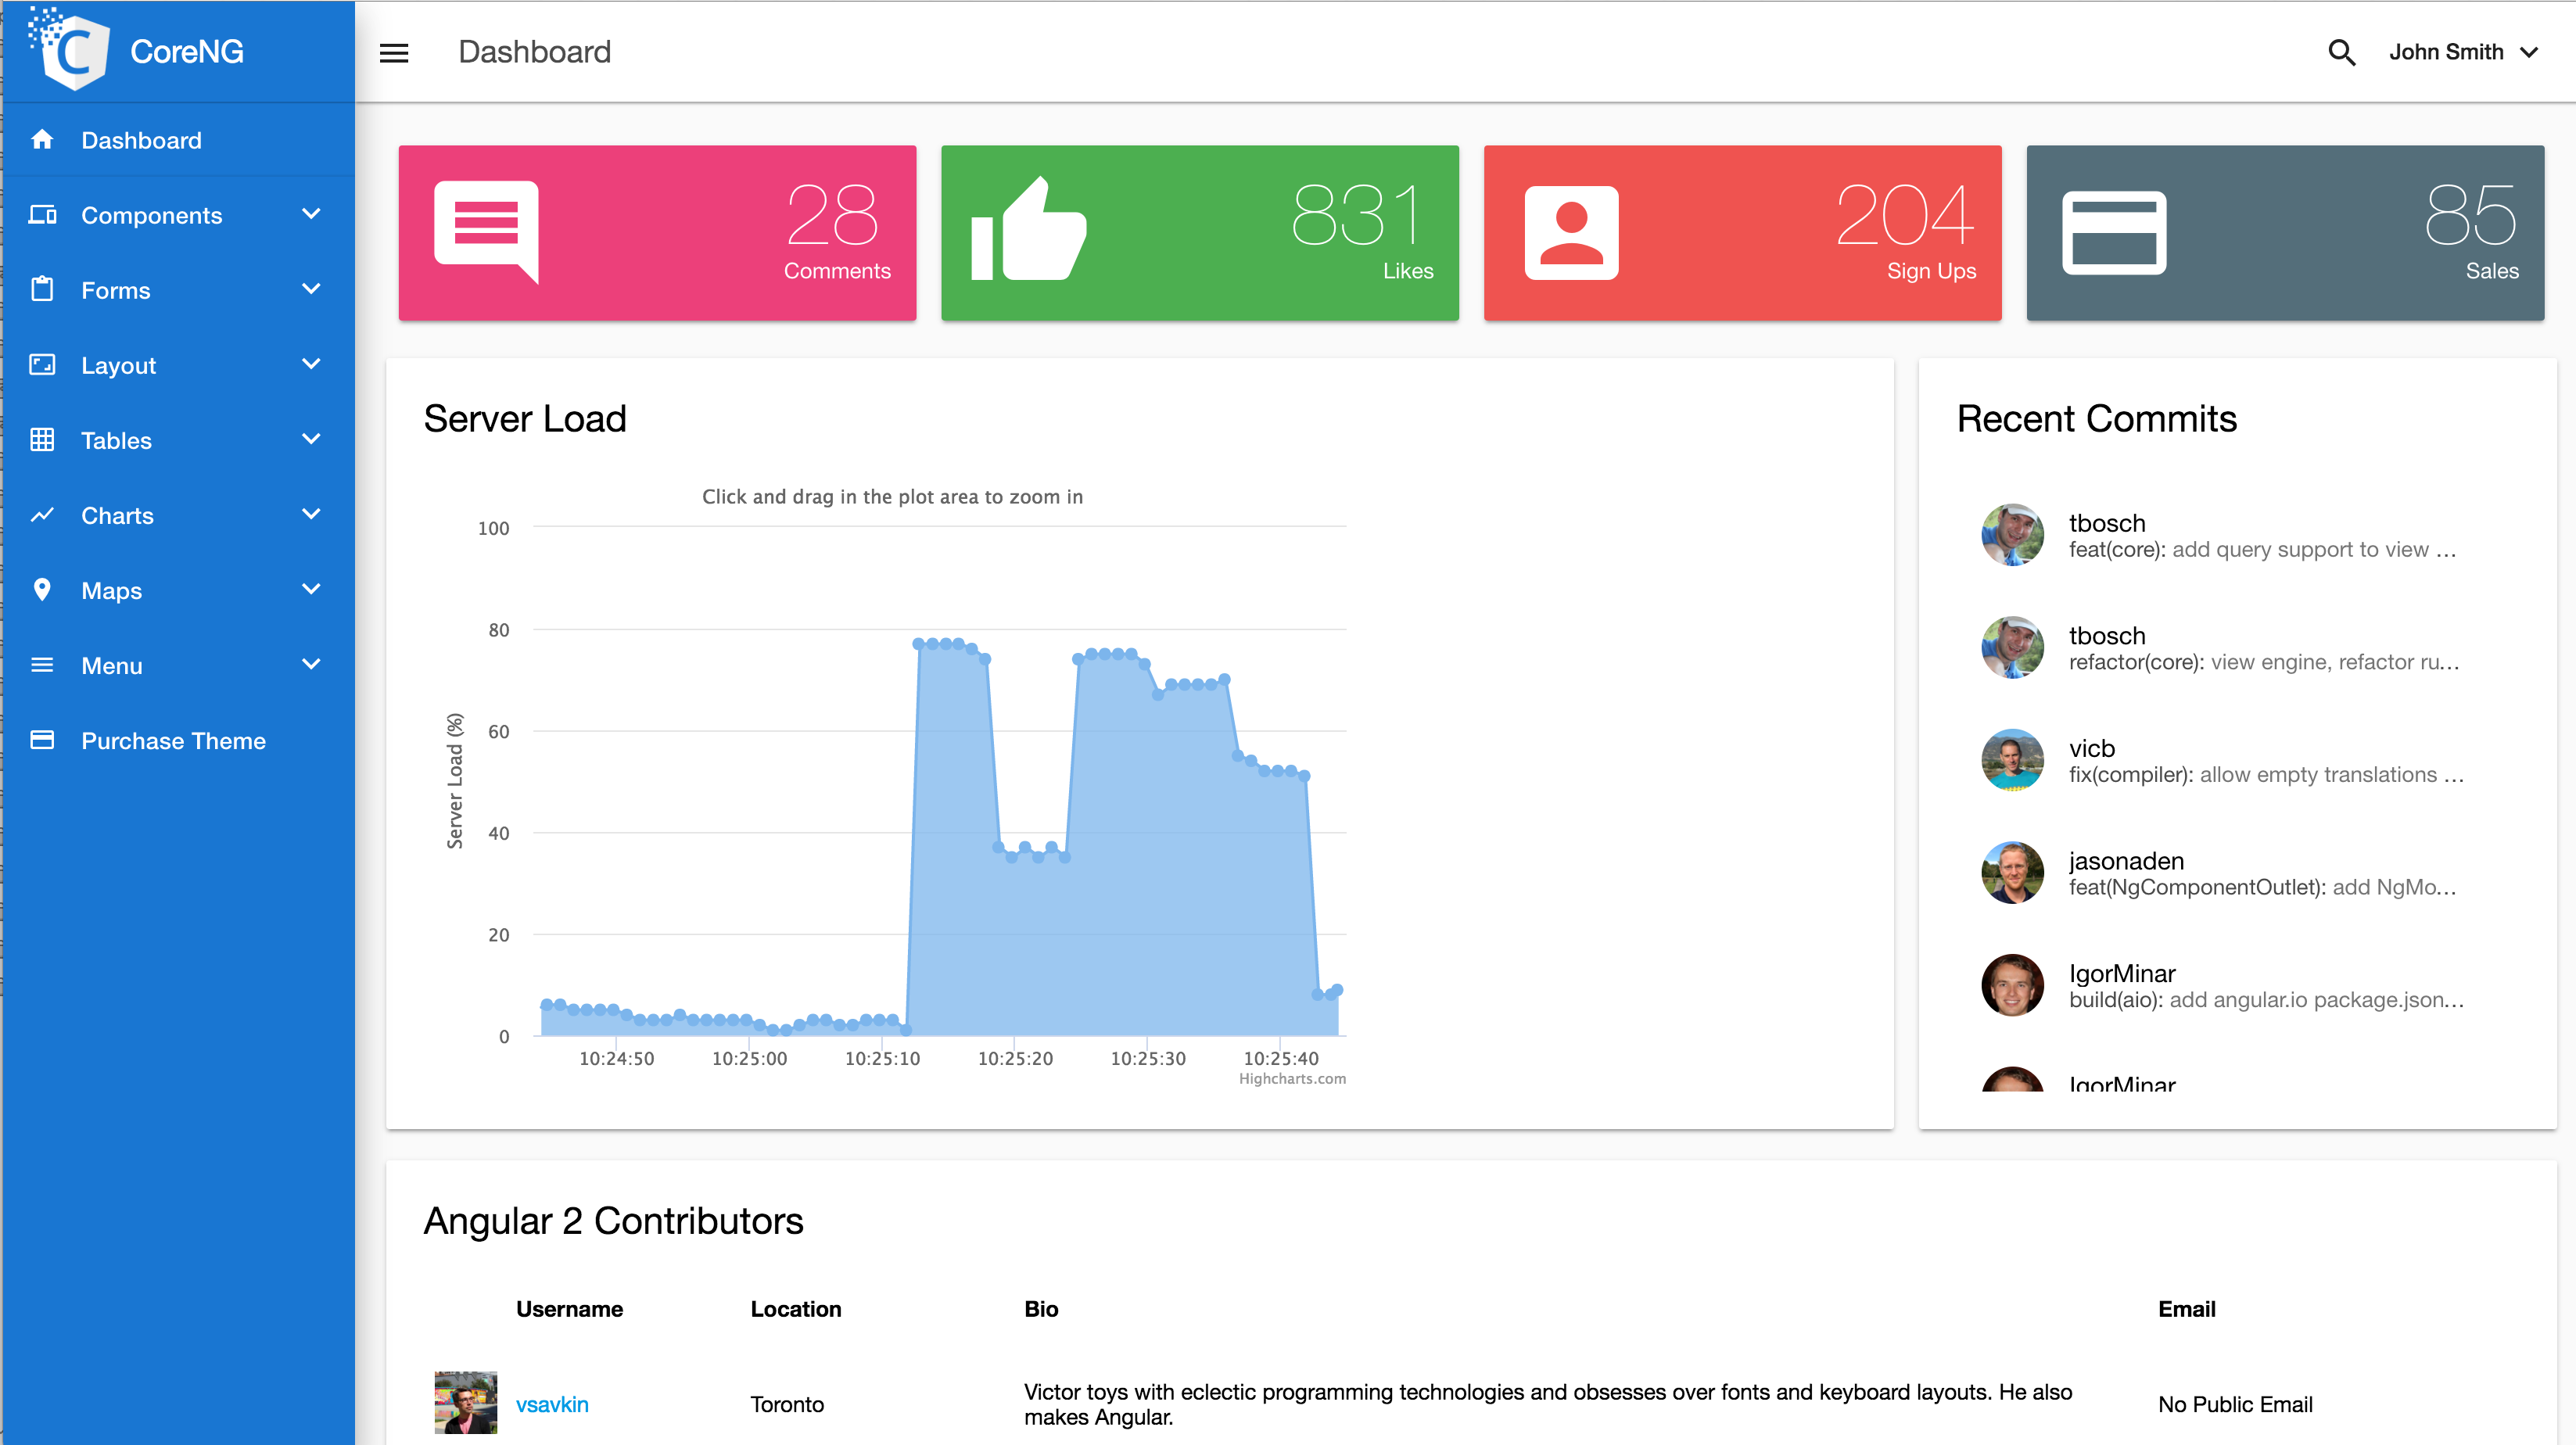 CoreNG
Dashboard
John Smith
Dashboard
Components
Forms
Layout
Tables
Charts
Maps
Menu
Purchase Theme
28
Comments
831
Likes
204
Sign Ups
85
Sales
Server Load
Click and drag in the plot area to zoom in
100
80
60
40
20
0
Server Load (%)
10:24:50
10:25:00
10:25:10
10:25:20
10:25:30
10:25:40
Highcharts.com
Recent Commits
tbosch
feat(core): add query support to view ...
tbosch
refactor(core): view engine, refactor ru...
vicb
fix(compiler): allow empty translations ...
jasonaden
feat(NgComponentOutlet): add NgMo...
IgorMinar
build(aio): add angular.io package.json...
IgorMinar
Angular 2 Contributors
Username Location Bio Email
vsavkin Toronto
Victor toys with eclectic programming technologies and obsesses over fonts and keyboard layouts. He also
makes Angular.
No Public Email